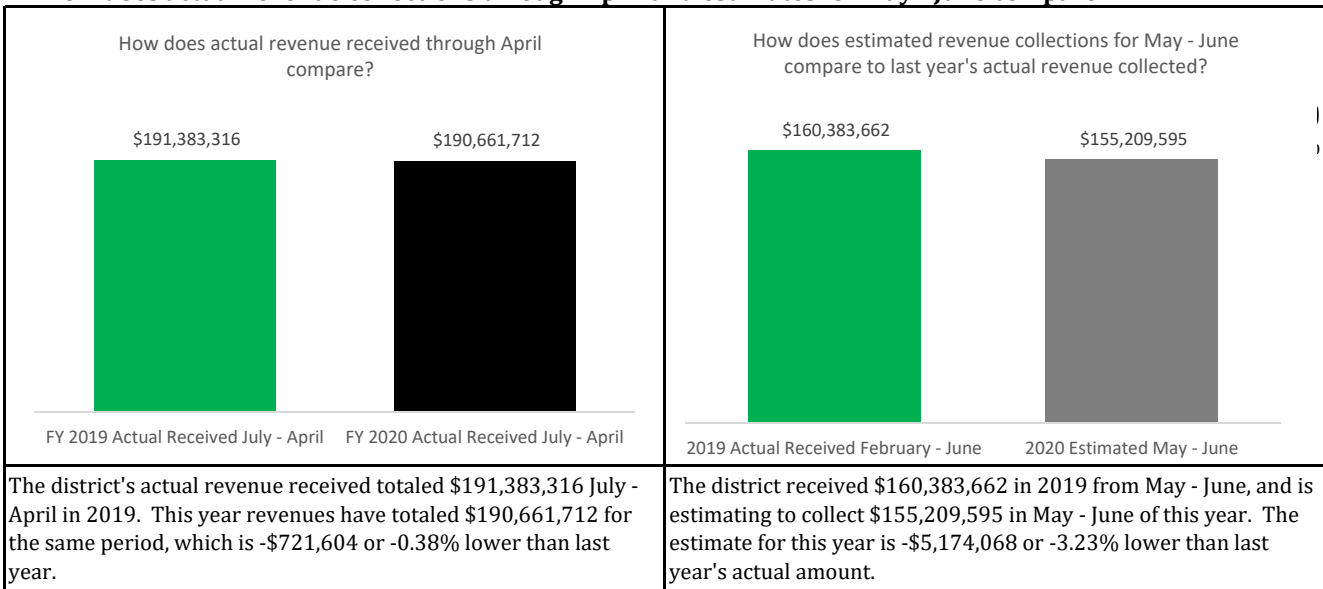 How does actual revenue received through April
compare?
$191,383,316
$190,661,712
FY 2019 Actual Received July - April
FY 2020 Actual Received July - April
The district's actual revenue received totaled $191,383,316 July -
April in 2019. This year revenues have totaled $190,661,712 for
the same period, which is -$721,604 or -0.38% lower than last
year.
How does estimated revenue collections for May - June
compare to last year's actual revenue collected?
$160,383,662
$155,209,595
2019 Actual Received February - June
2020 Estimated May - June
The district received $160,383,662 in 2019 from May - June, and is
estimating to collect $155,209,595 in May - June of this year. The
estimate for this year is -$5,174,068 or -3.23% lower than last
year's actual amount.